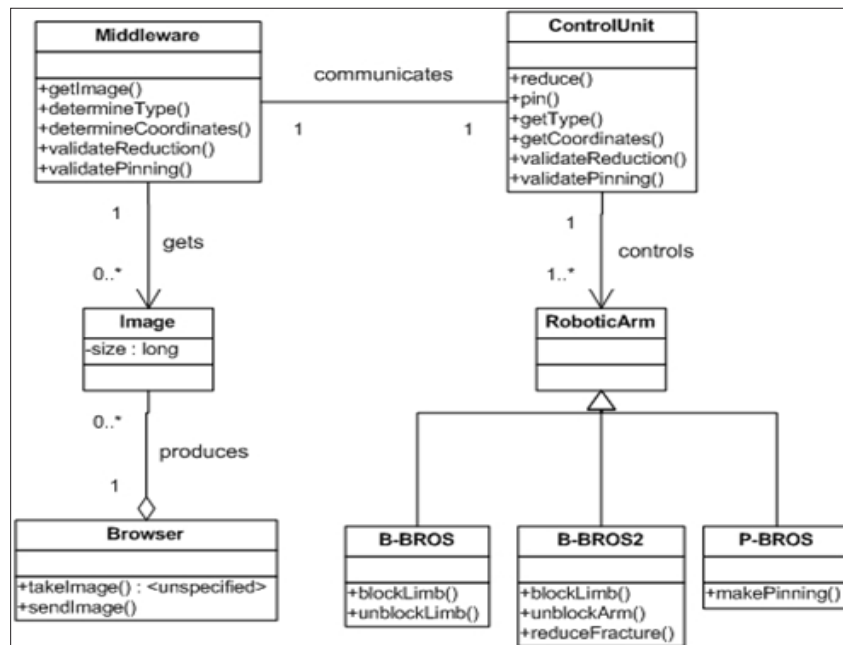 Middleware
+getImage()
+determineType()
+determineCoordinates()
+validateReduction()
+validatePinning()
communicates
1
1
ControlUnit
+reduce()
+pin()
+getType()
+getCoordinates()
+validateReduction()
+validatePinning()
1
gets
0..*
1
controls
1..*
Image
-size : long
RoboticArm
0..*
produces
1
Browser
+takeImage() : <unspecified>
+sendImage()
B-BROS
+blockLimb()
+unblockLimb()
B-BROS2
+blockLimb()
+unblockArm()
+reduceFracture()
P-BROS
+makePinning()